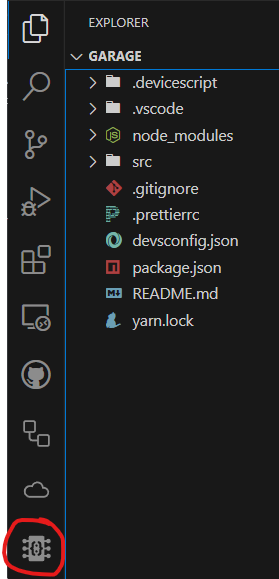 EXPLORER
GARAGE
.devicescript
.vscode
node_modules
src
.gitignore
.prettierrc
devsconfig.json
package.json
README.md
yarn.lock